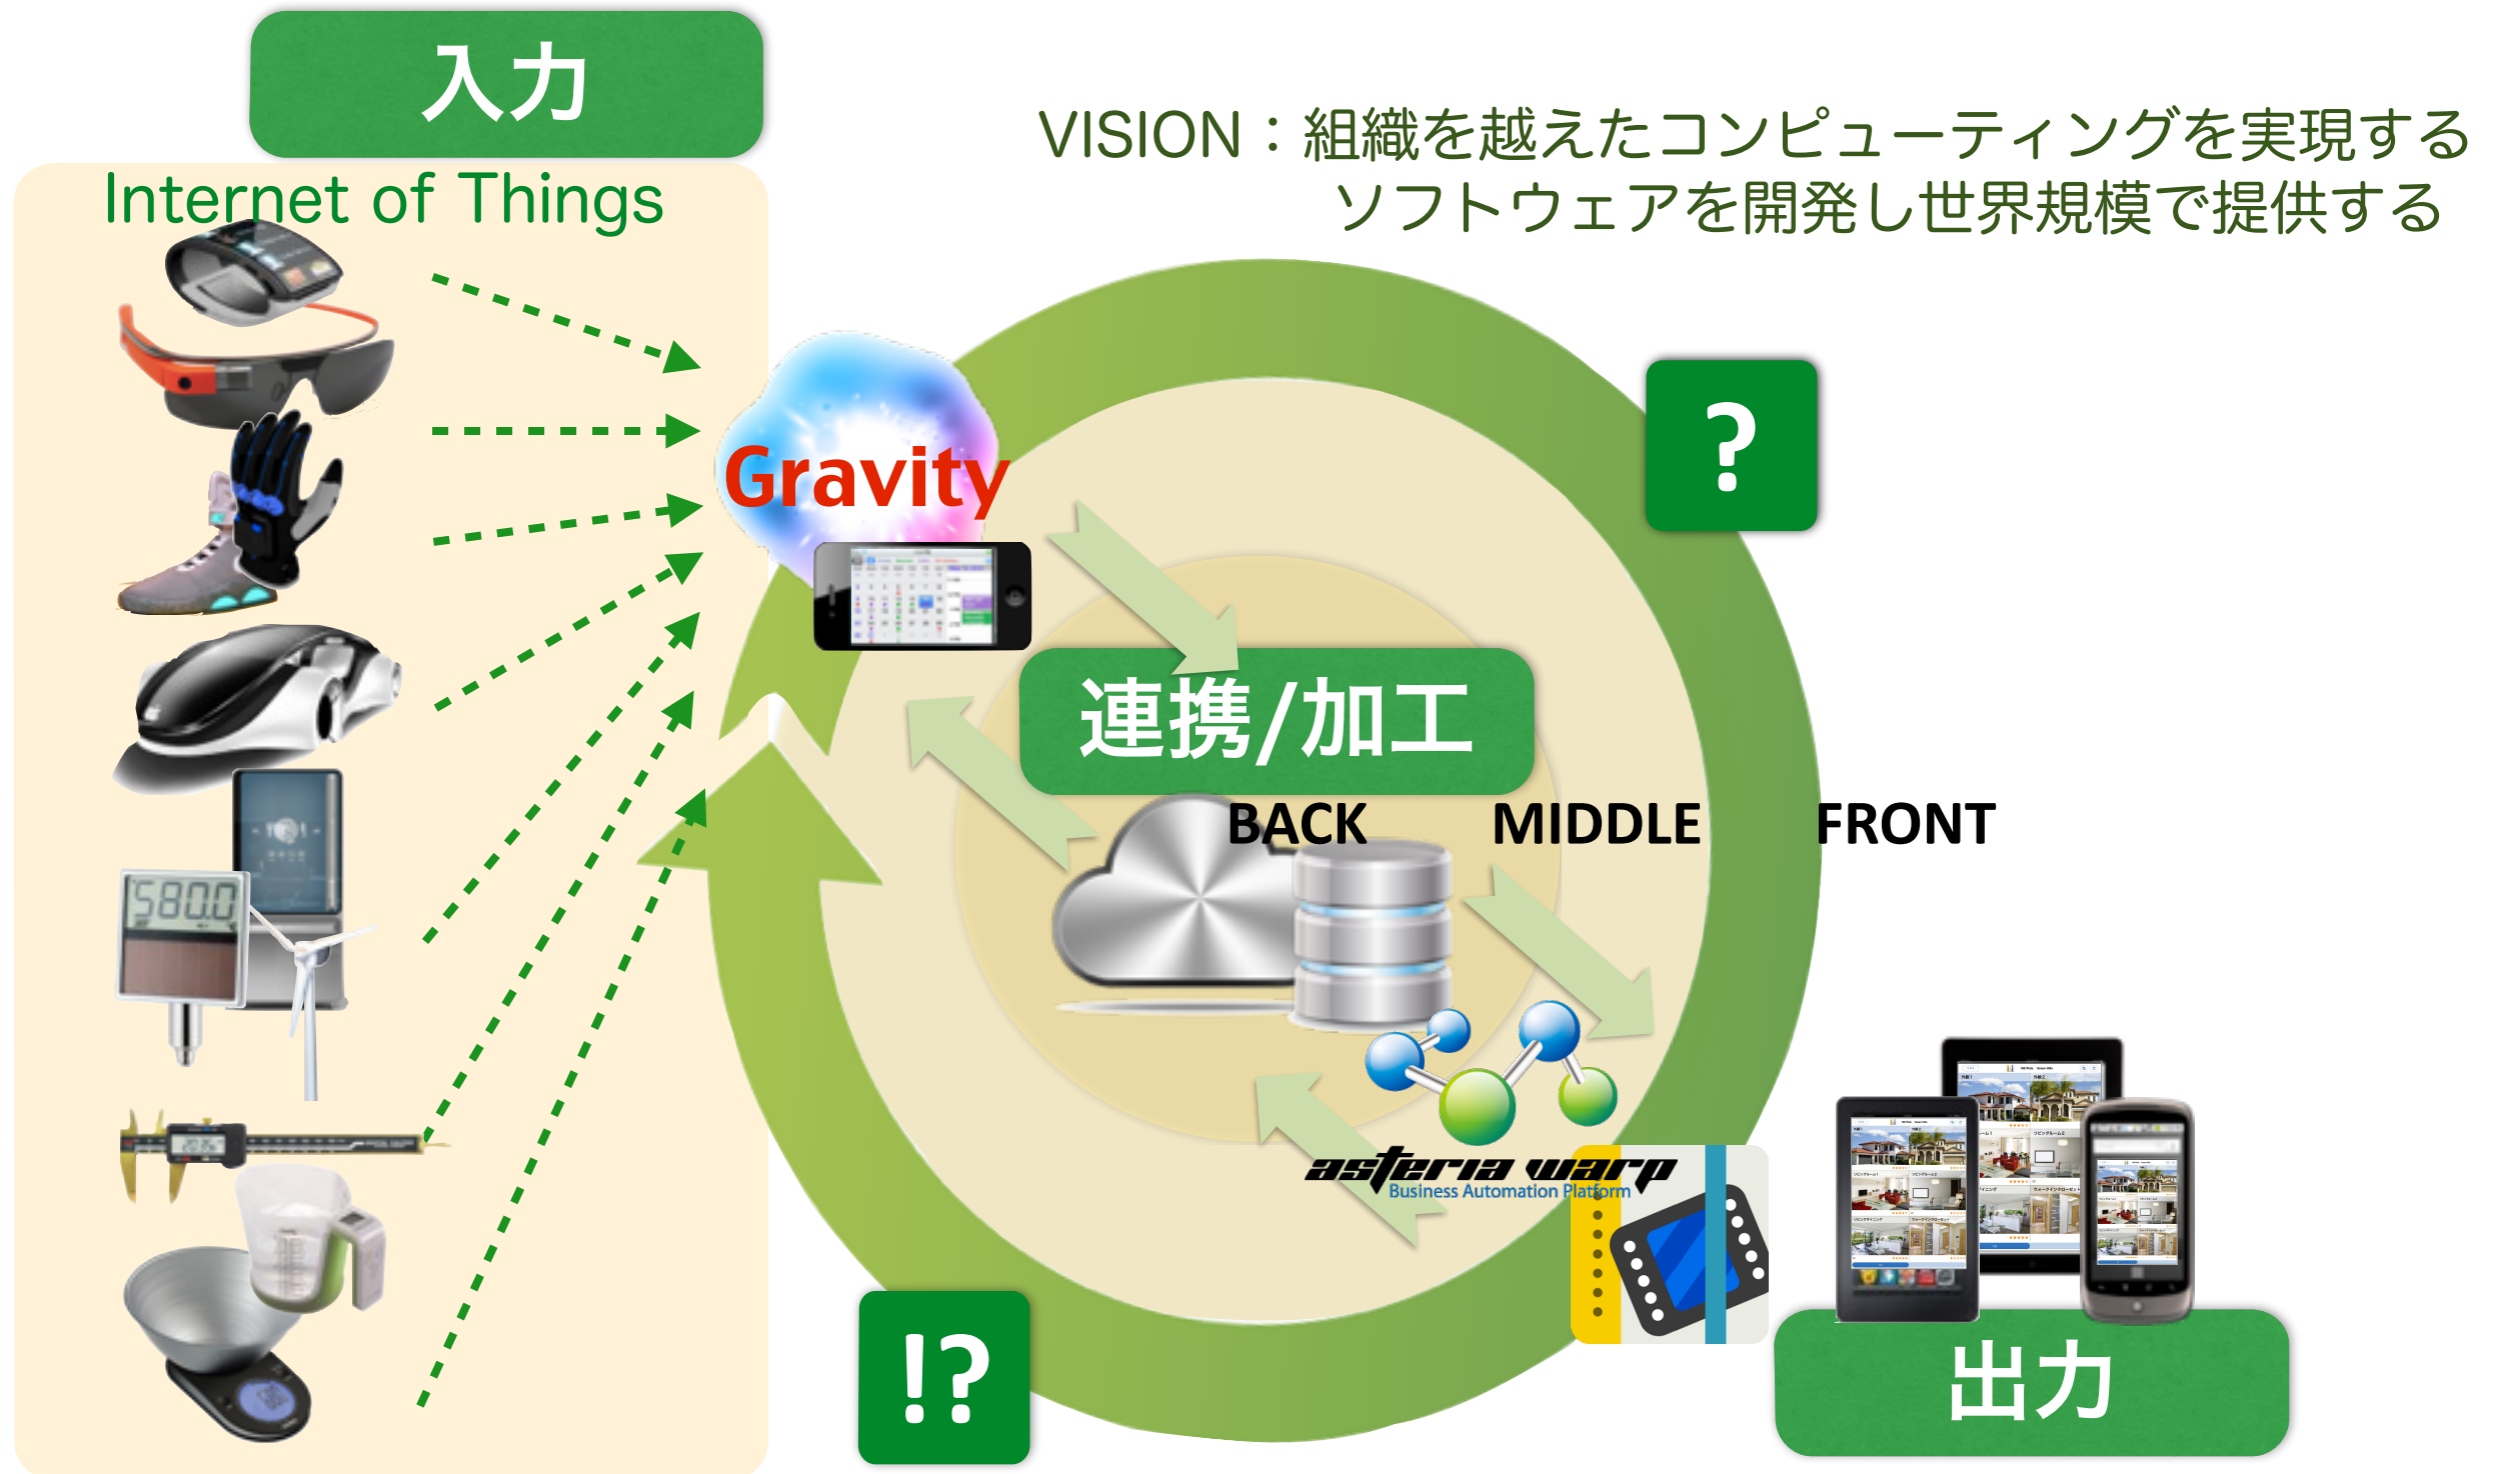 入力
VISION：組織を越えたコンピューティングを実現する
ソフトウェアを開発し世界規模で提供する
Internet of Things
?
Gravity
連携/加工
BACK MIDDLE FRONT
580.0
asteria warp
Business Automation Platform
!?
出力